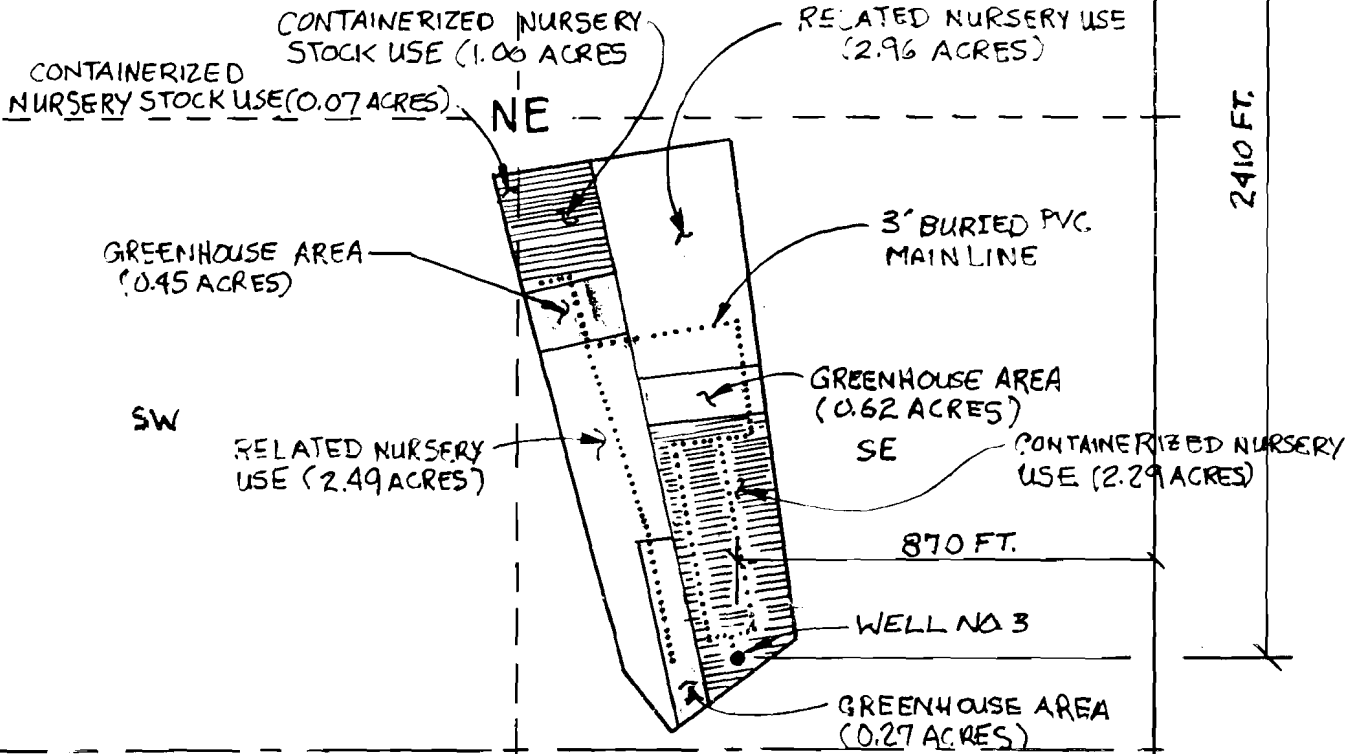 CONTAINERIZED NURSERY
STOCK USE (1.00 ACRES
RELATED NURSERY USE
(2.96 ACRES)
CONTAINERIZED
NURSERY STOCK USE (0.07 ACRES)
NE
2410 FT.
GREENHOUSE AREA
(0.45 ACRES)
3" BURIED PVC
MAINLINE
SW
GREENHOUSE AREA
(0.62 ACRES)
SE
RELATED NURSERY
USE (2.49 ACRES)
CONTAINERIZED NURSERY
USE (2.29 ACRES)
870 FT.
WELL NO 3
GREENHOUSE AREA
(0.27 ACRES)